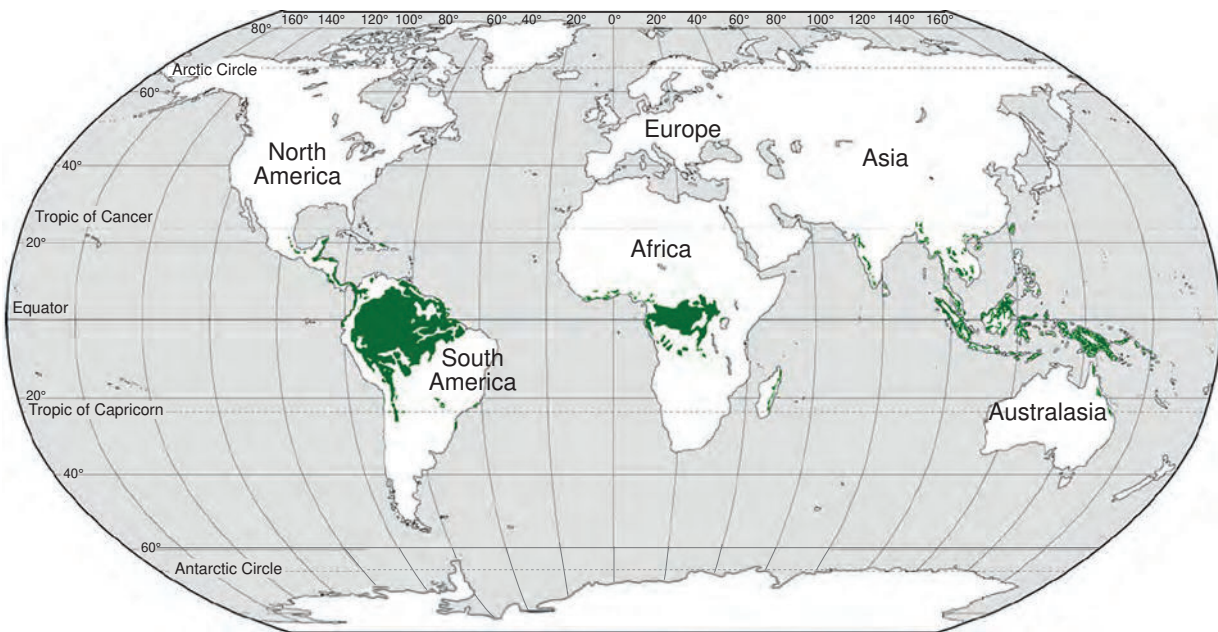 160° 140° 120° 100° 80° 60° 40° 20° 0° 20° 40° 60° 80° 100° 120° 140° 160°
80°
Arctic Circle
60°
Europe
North
America
Asia
40°
Tropic of Cancer
20°
Africa
Equator
South
America
20°
Tropic of Capricorn
Australasia
40°
60°
Antarctic Circle